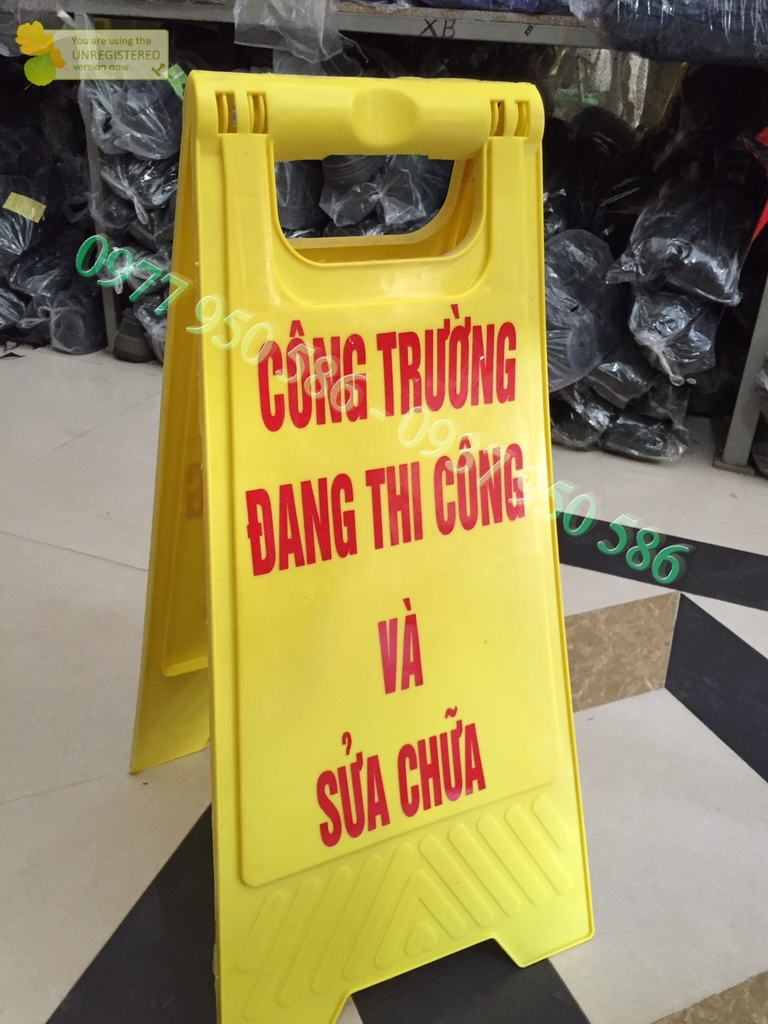 XB
You are using the
UNREGISTERED
version now.
0977 950 586 - 0977 950 586
CÔNG TRƯỜNG
ĐANG THI CÔNG
VÀ
SỬA CHỮA